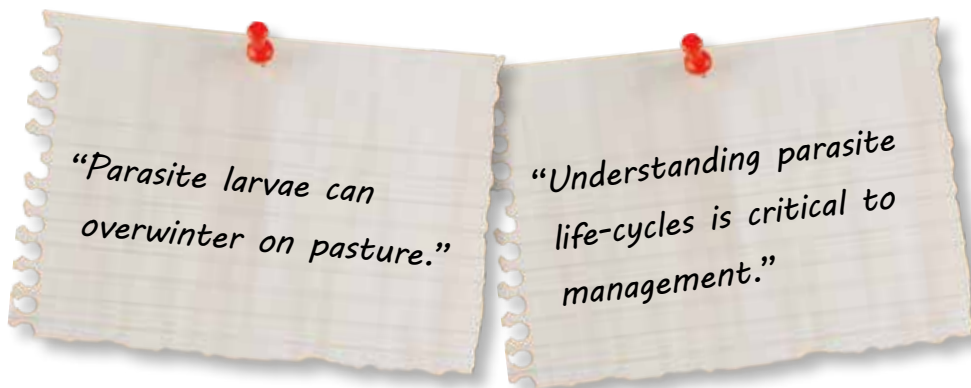 “Parasite larvae can
overwinter on pasture.”
“Understanding parasite
life-cycles is critical to
management.”